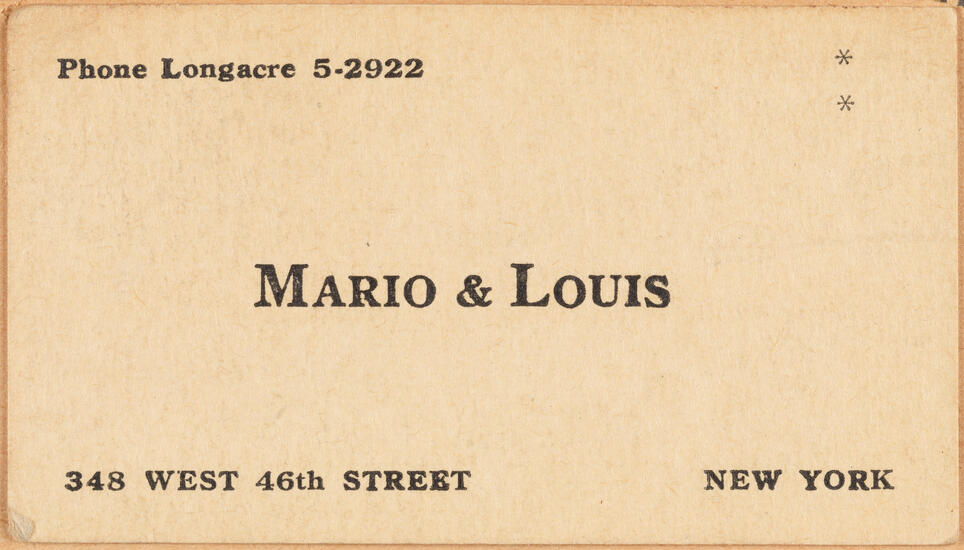 Phone Longacre 5-2922 *
*
MARIO & LOUIS
348 WEST 46th STREET NEW YORK